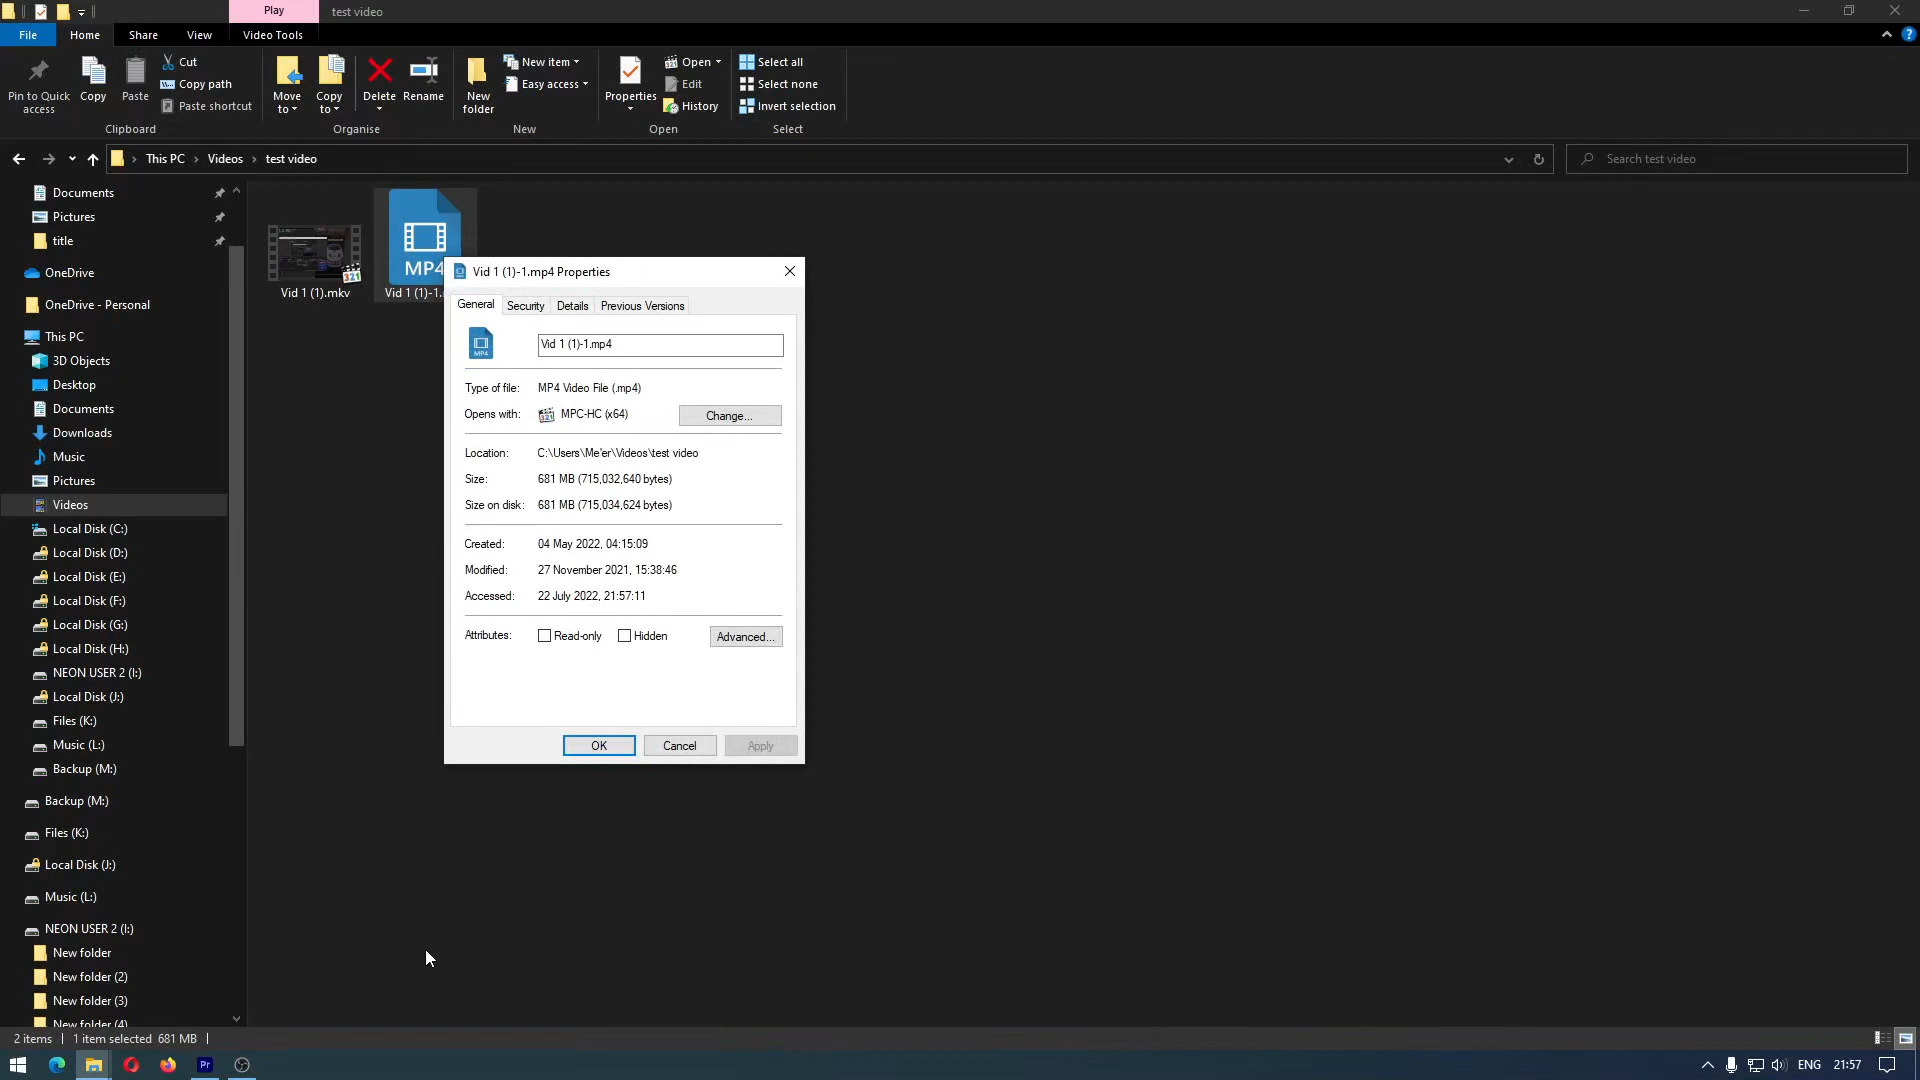 Play
test video
File
Home
Share
View
Video Tools
Pin to Quick access
Copy
Paste
Cut
Copy path
Paste shortcut
Clipboard
Move to
Copy to
Delete
Rename
Organise
New folder
New item
Easy access
New
Properties
Open
Edit
History
Open
Select all
Select none
Invert selection
Select
This PC
Videos
test video
Search test video
Documents
Pictures
title
OneDrive
OneDrive - Personal
This PC
3D Objects
Desktop
Documents
Downloads
Music
Pictures
Videos
Local Disk (C:)
Local Disk (D:)
Local Disk (E:)
Local Disk (F:)
Local Disk (G:)
Local Disk (H:)
NEON USER 2 (I:)
Local Disk (J:)
Files (K:)
Music (L:)
Backup (M:)
Backup (M:)
Files (K:)
Local Disk (J:)
Music (L:)
NEON USER 2 (I:)
New folder
New folder (2)
New folder (3)
New folder (4)
321
Vid 1 (1).mkv
MP4
Vid 1 (1)-1.
Vid 1 (1)-1.mp4 Properties
General
Security
Details
Previous Versions
MP4
Vid 1 (1)-1.mp4
Type of file: MP4 Video File (.mp4)
Opens with: 321 MPC-HC (x64)
Change...
Location: C:\Users\Me'er\Videos\test video
Size: 681 MB (715,032,640 bytes)
Size on disk: 681 MB (715,034,624 bytes)
Created: 04 May 2022, 04:15:09
Modified: 27 November 2021, 15:38:46
Accessed: 22 July 2022, 21:57:11
Attributes: Read-only Hidden
Advanced...
OK
Cancel
Apply
2 items
1 item selected 681 MB
Pr
ENG
21:57